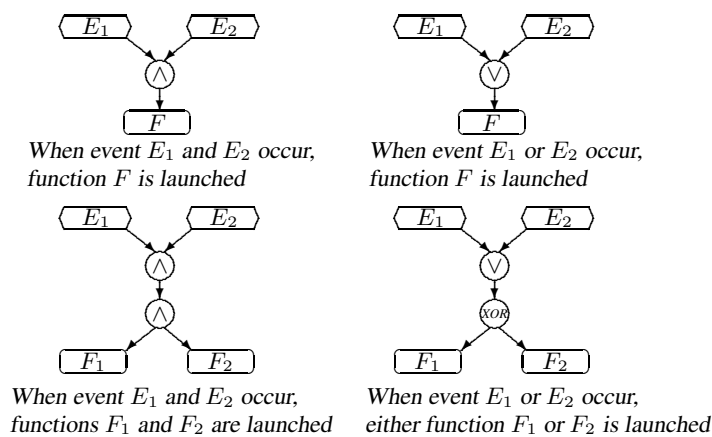 E1 E2
∧
F
When event E1 and E2 occur,
function F is launched
E1 E2
∨
F
When event E1 or E2 occur,
function F is launched
E1 E2
∧
∧
F1 F2
When event E1 and E2 occur,
functions F1 and F2 are launched
E1 E2
∨
XOR
F1 F2
When event E1 or E2 occur,
either function F1 or F2 is launched